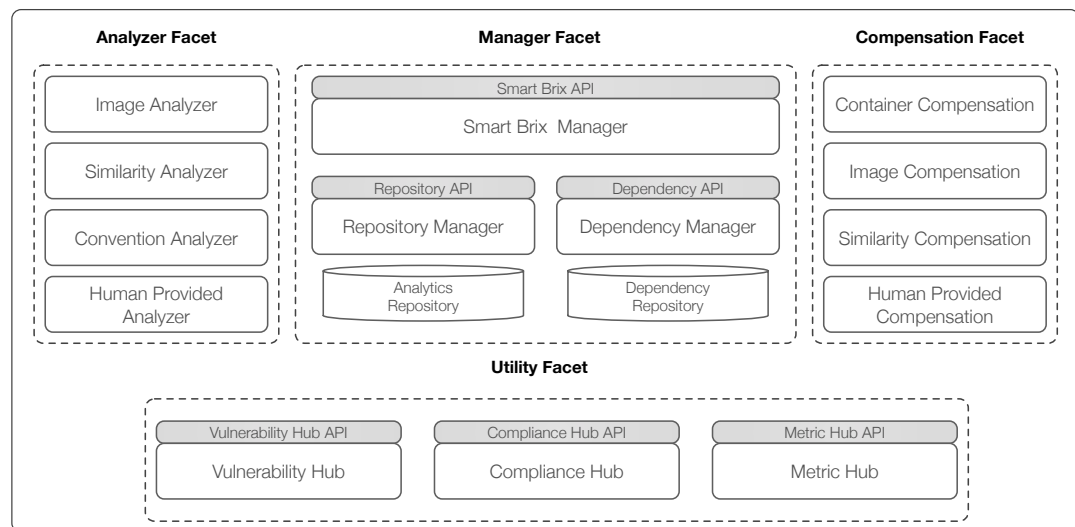 Analyzer Facet
Manager Facet
Compensation Facet
Image Analyzer
Similarity Analyzer
Convention Analyzer
Human Provided
Analyzer
Smart Brix API
Smart Brix Manager
Repository API
Repository Manager
Dependency API
Dependency Manager
Analytics
Repository
Dependency
Repository
Container Compensation
Image Compensation
Similarity Compensation
Human Provided
Compensation
Utility Facet
Vulnerability Hub API
Vulnerability Hub
Compliance Hub API
Compliance Hub
Metric Hub API
Metric Hub